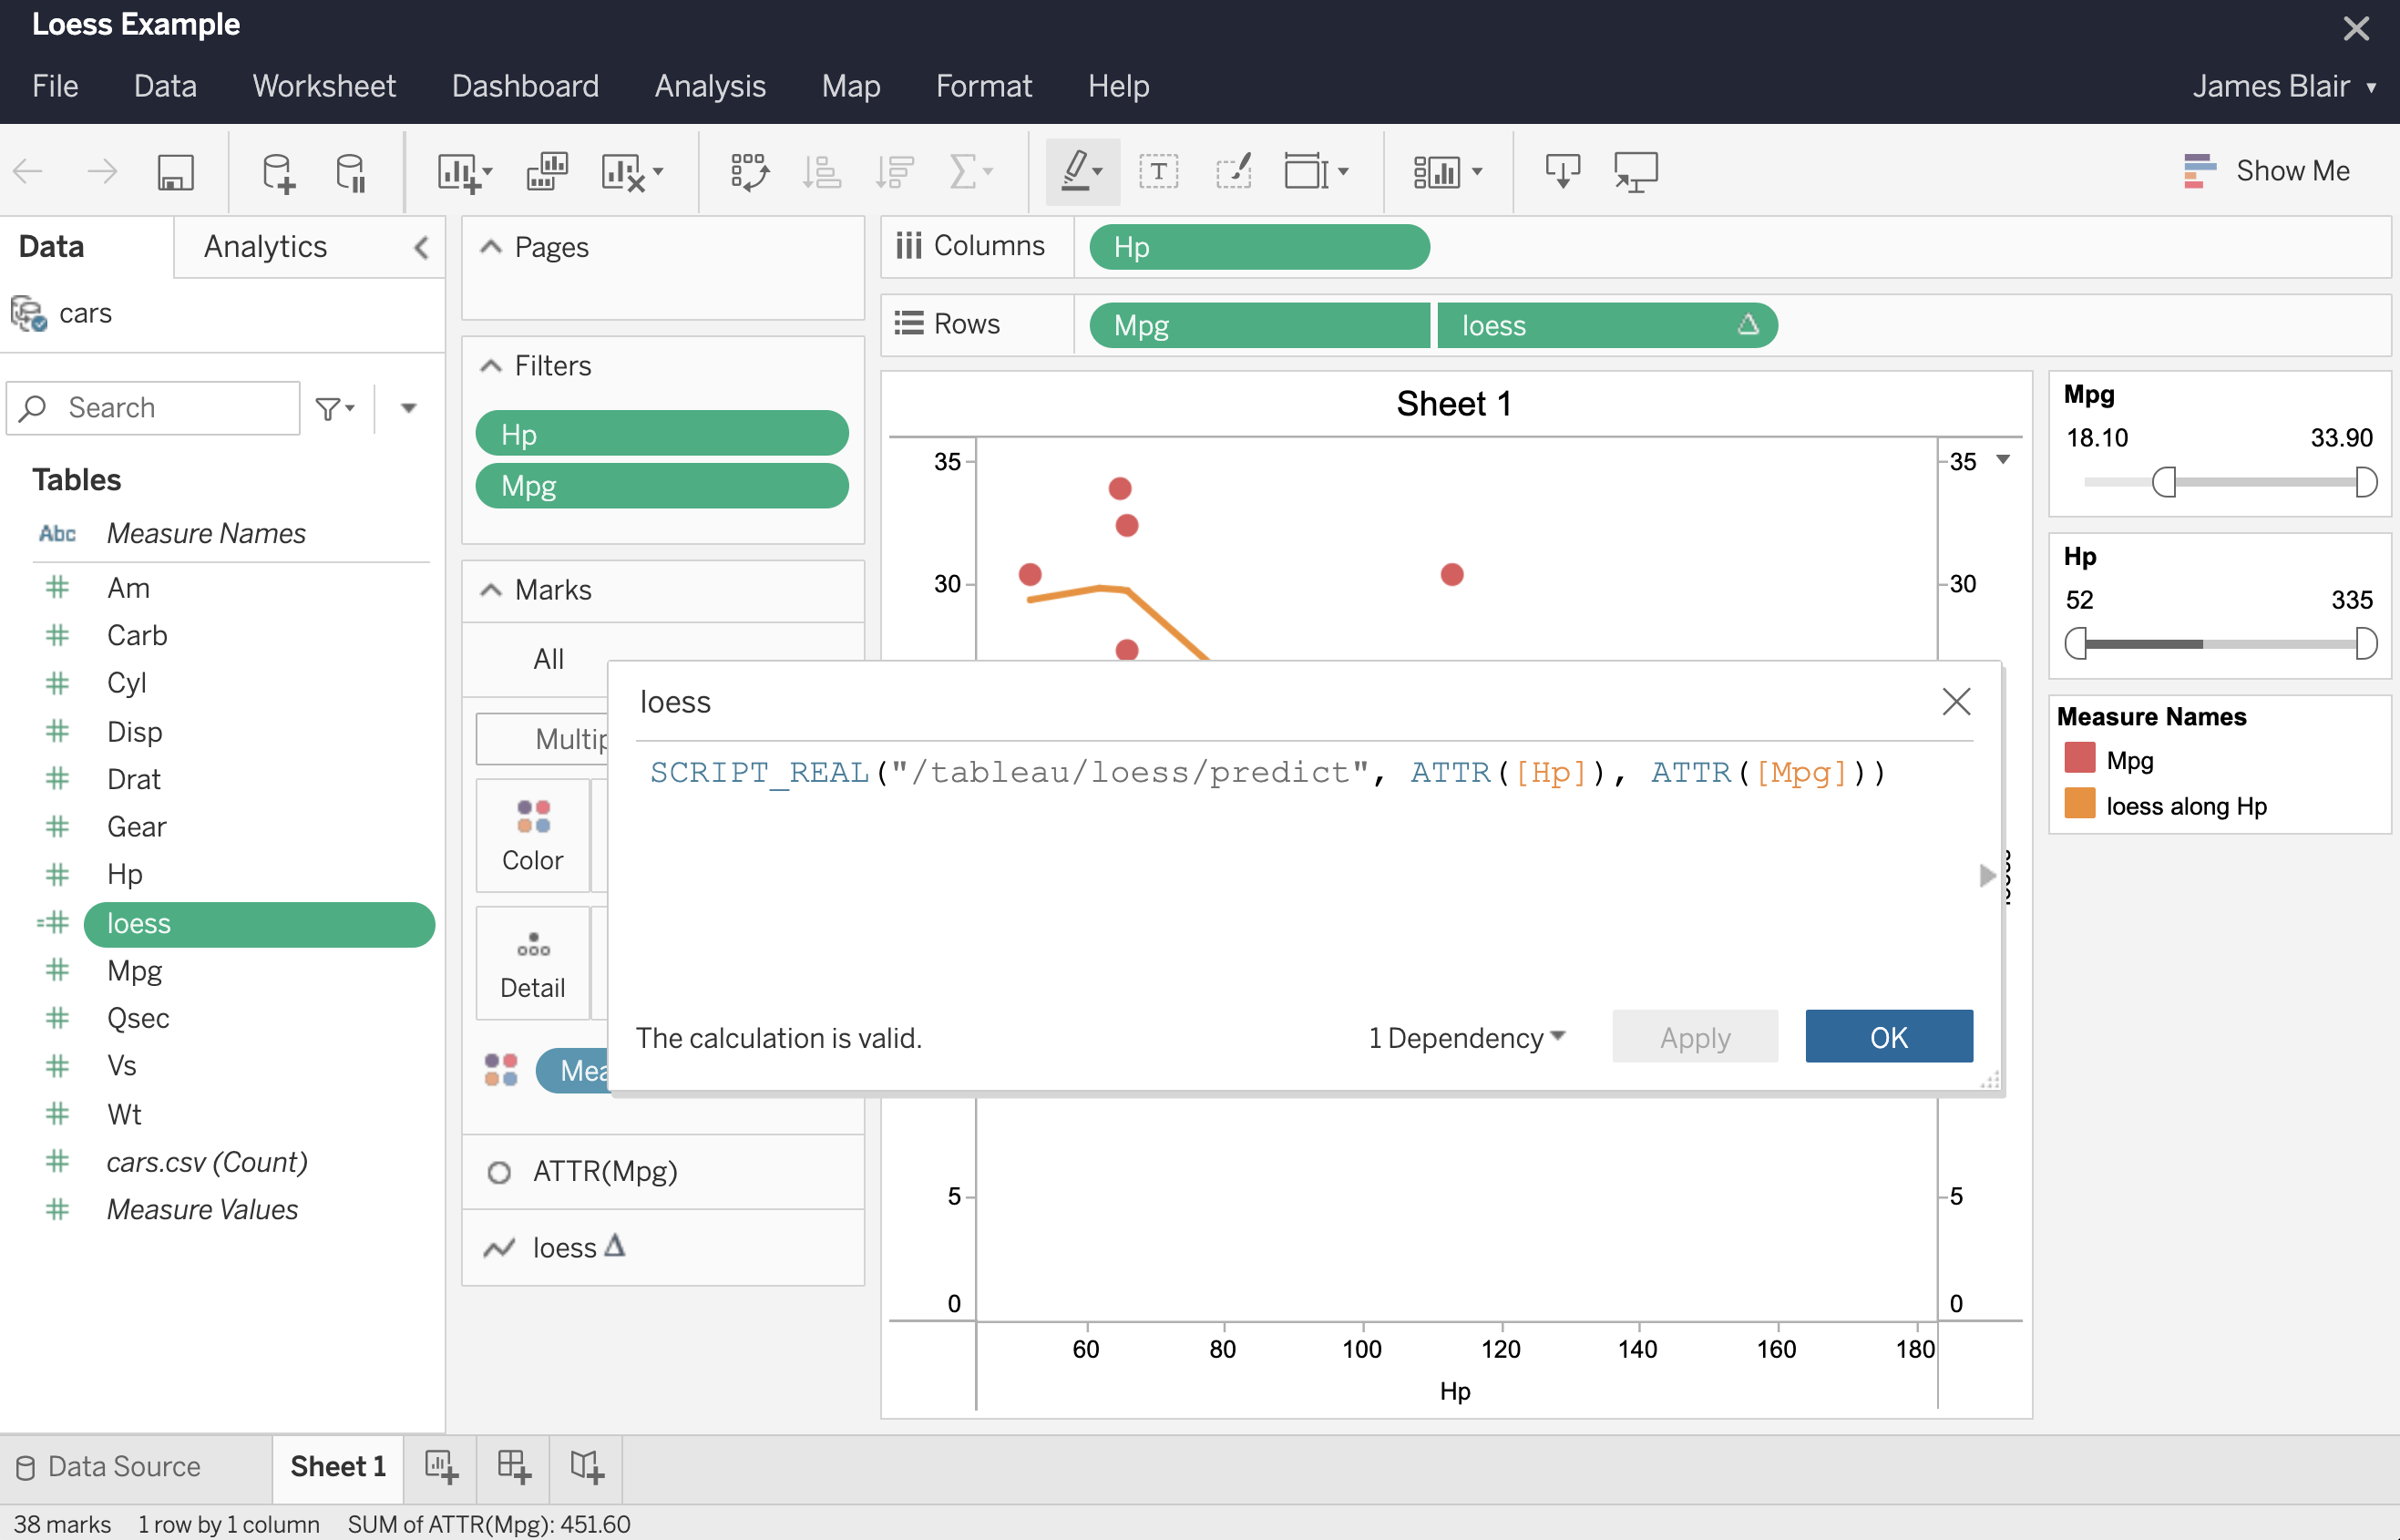 Loess Example
File Data Worksheet Dashboard Analysis Map Format Help James Blair
Show Me
Data Analytics
cars
Search
Tables
Abc Measure Names
Am
Carb
Cyl
Disp
Drat
Gear
Hp
loess
Mpg
Qsec
Vs
Wt
cars.csv (Count)
Measure Values
Pages
Filters
Hp
Mpg
Marks
All
Color
Detail
ATTR(Mpg)
loess
Columns Hp
Rows Mpg loess
Sheet 1
35 35
30 30
loess
SCRIPT_REAL("/tableau/loess/predict", ATTR([Hp]), ATTR([Mpg]))
The calculation is valid. 1 Dependency Apply OK
5 5
0 0
60 80 100 120 140 160 180
Hp
Mpg
18.10 33.90
Hp
52 335
Measure Names
Mpg
loess along Hp
Data Source Sheet 1
38 marks 1 row by 1 column SUM of ATTR(Mpg): 451.60